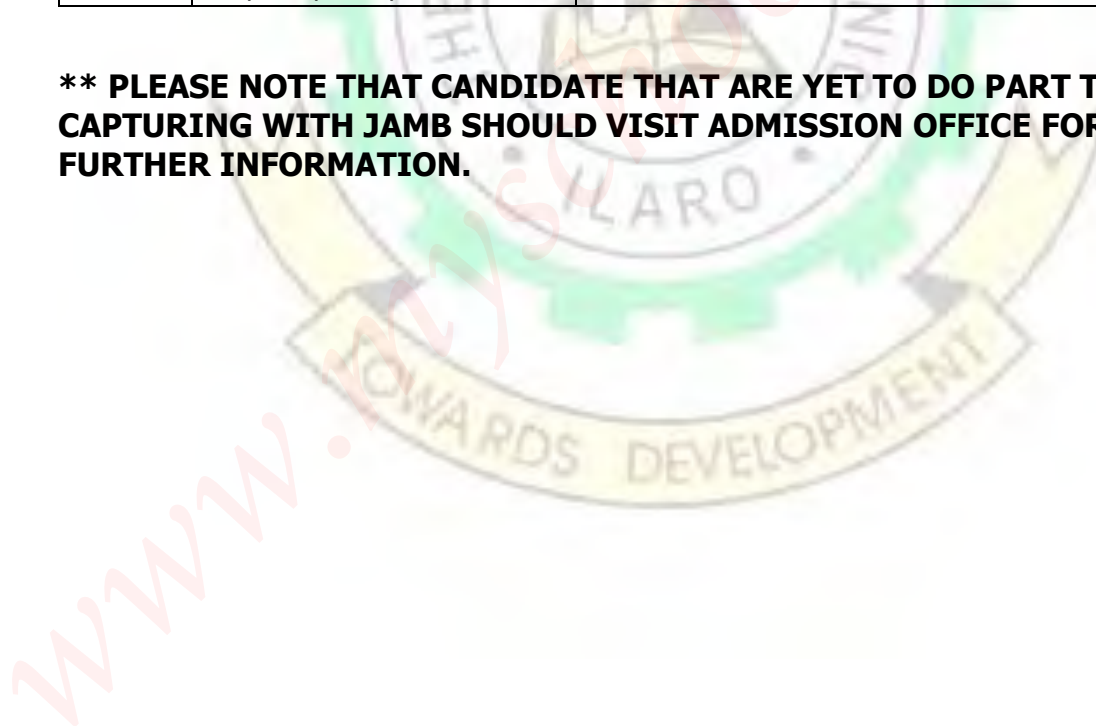 ** PLEASE NOTE THAT CANDIDATE THAT ARE YET TO DO PART T
CAPTURING WITH JAMB SHOULD VISIT ADMISSION OFFICE FOR
FURTHER INFORMATION.
ILARO
TOWARDS DEVELOPMENT